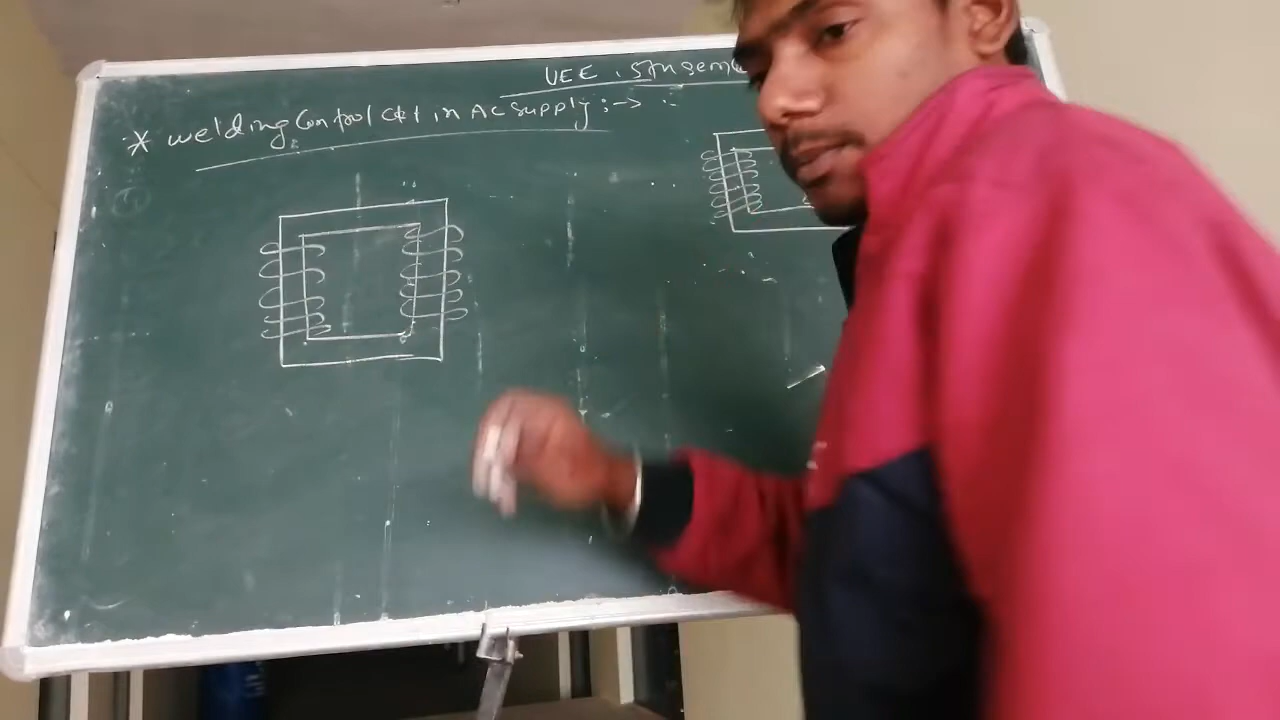 UEE, 5th sem
* Welding Control Ckt in Ac Supply :→ :-